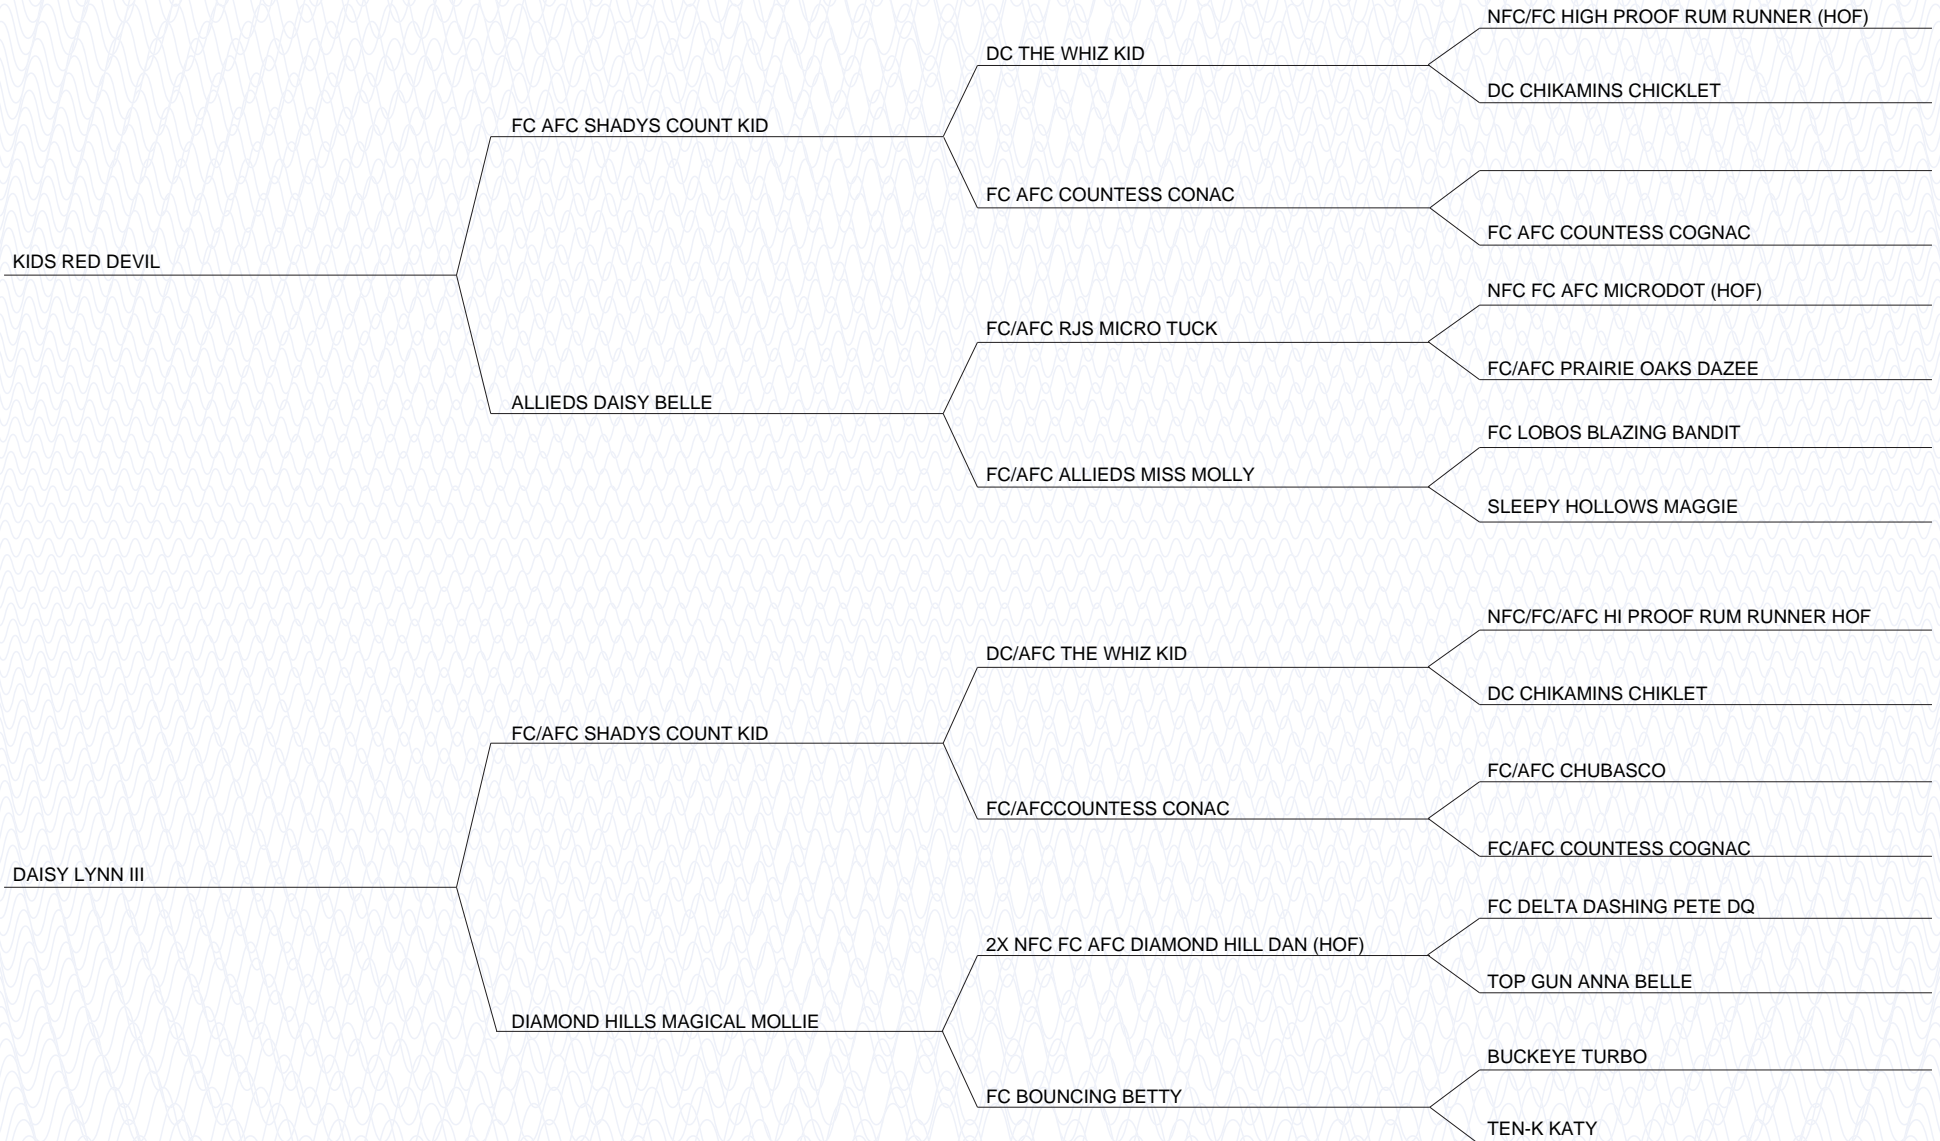 NFC/FC HIGH PROOF RUM RUNNER (HOF)
DC THE WHIZ KID
DC CHIKAMINS CHICKLET
FC AFC SHADYS COUNT KID
FC AFC COUNTESS CONAC
FC AFC COUNTESS COGNAC
KIDS RED DEVIL
NFC FC AFC MICRODOT (HOF)
FC/AFC RJS MICRO TUCK
FC/AFC PRAIRIE OAKS DAZEE
ALLIEDS DAISY BELLE
FC LOBOS BLAZING BANDIT
FC/AFC ALLIEDS MISS MOLLY
SLEEPY HOLLOWS MAGGIE
NFC/FC/AFC HI PROOF RUM RUNNER HOF
DC/AFC THE WHIZ KID
DC CHIKAMINS CHIKLET
FC/AFC SHADYS COUNT KID
FC/AFC CHUBASCO
FC/AFCCOUNTESS CONAC
FC/AFC COUNTESS COGNAC
DAISY LYNN III
FC DELTA DASHING PETE DQ
2X NFC FC AFC DIAMOND HILL DAN (HOF)
TOP GUN ANNA BELLE
DIAMOND HILLS MAGICAL MOLLIE
BUCKEYE TURBO
FC BOUNCING BETTY
TEN-K KATY